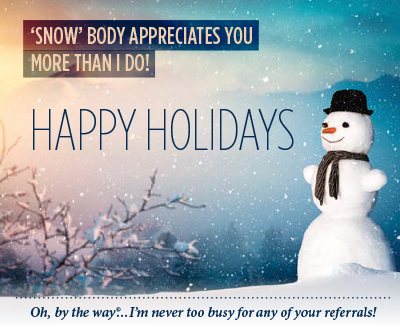 ‘SNOW’ BODY APPRECIATES YOU
MORE THAN I DO!
HAPPY HOLIDAYS
Oh, by the way®...I'm never too busy for any of your referrals!